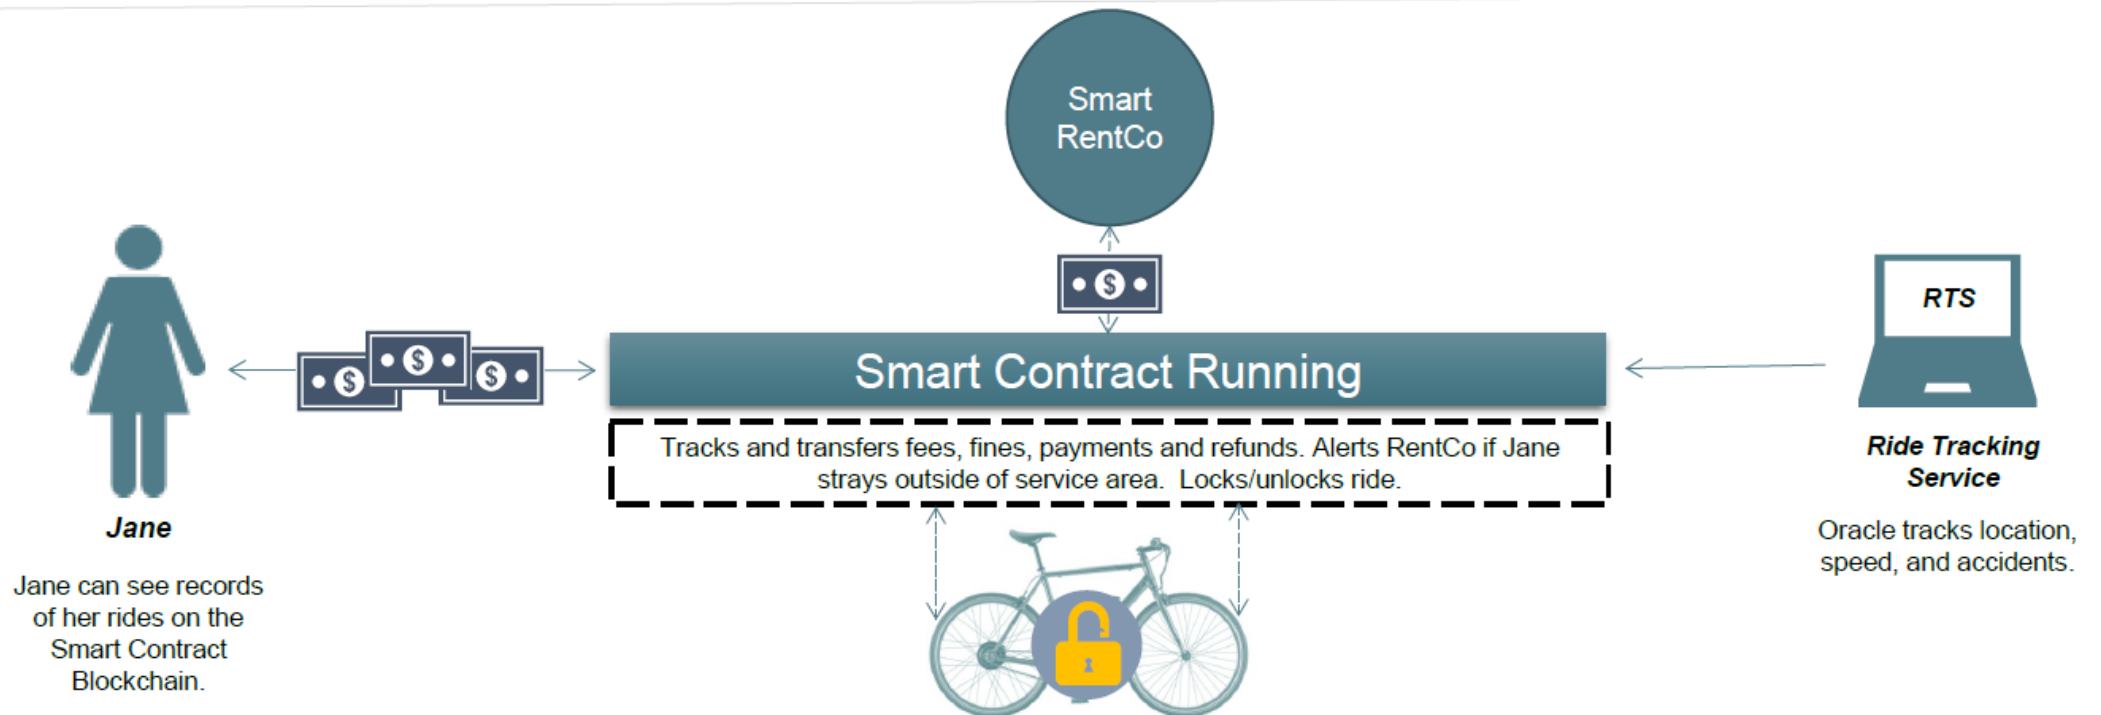 Smart
RentCo
$
$
$
$
RTS
Smart Contract Running
Tracks and transfers fees, fines, payments and refunds. Alerts RentCo if Jane
strays outside of service area.  Locks/unlocks ride.
Ride Tracking
Service
Oracle tracks location,
speed, and accidents.
Jane
Jane can see records
of her rides on the
Smart Contract
Blockchain.